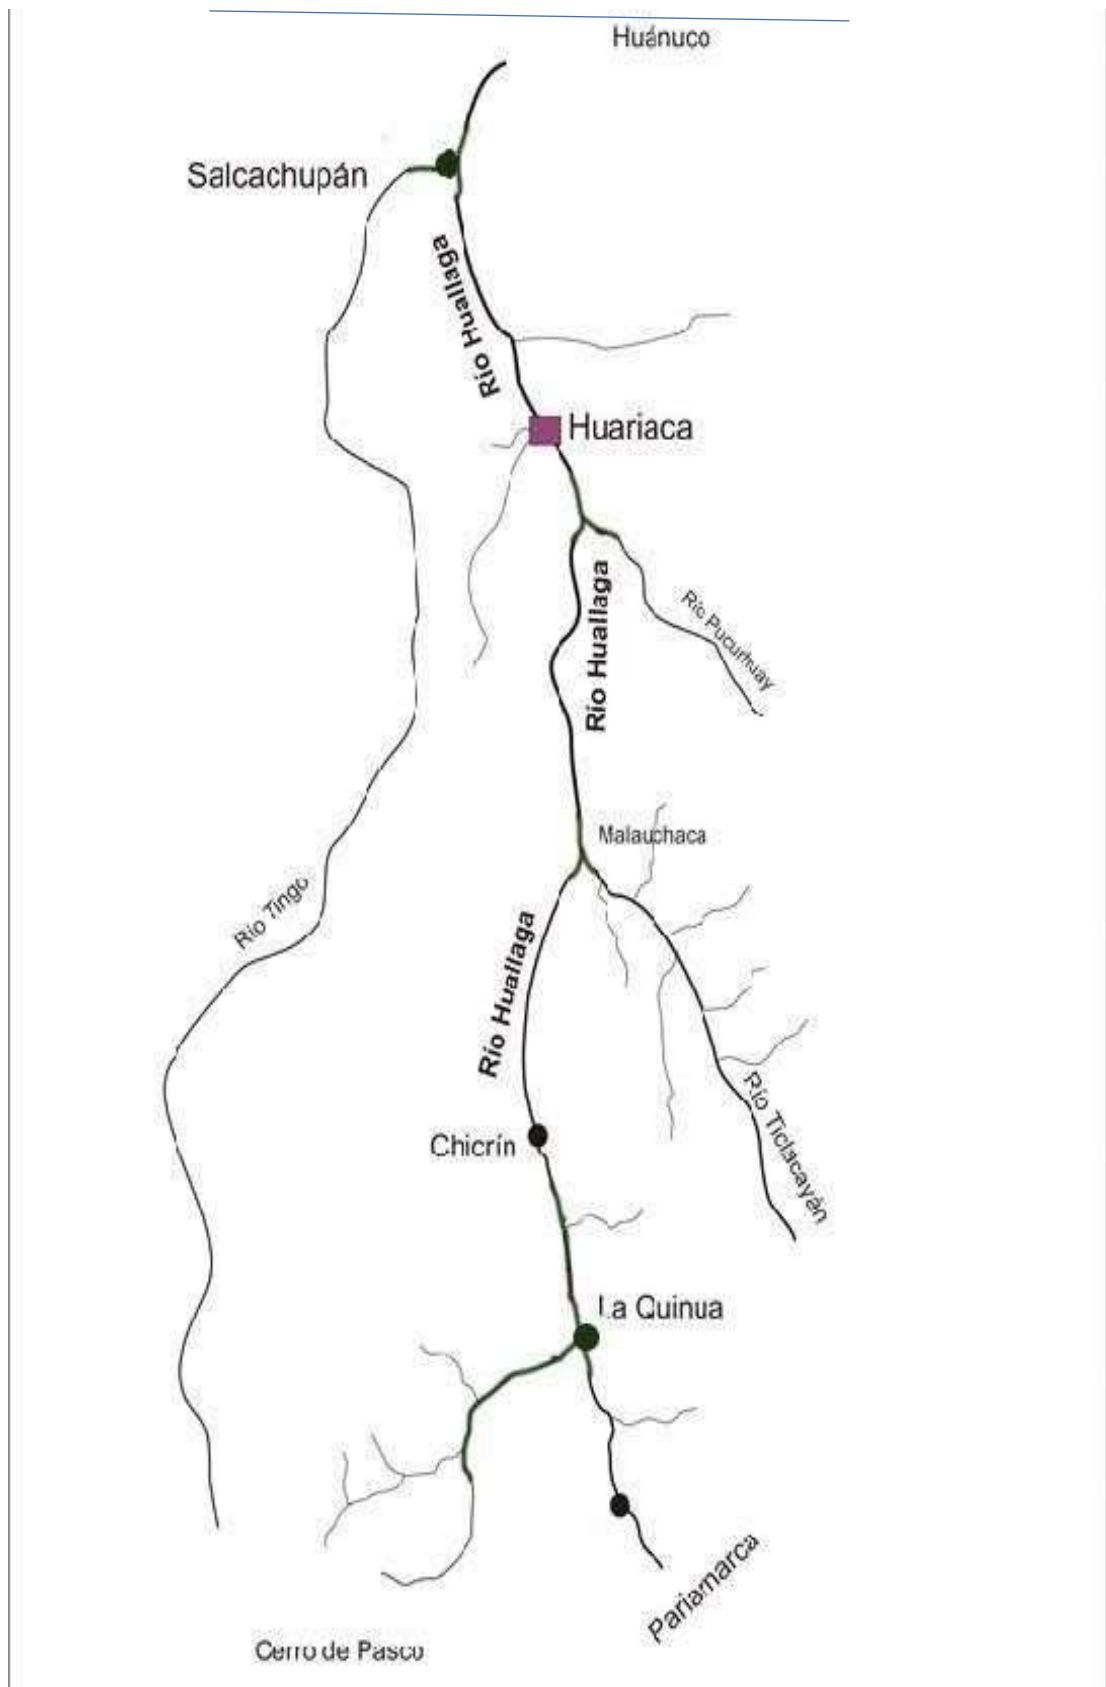 Huánuco
Salcachupán
Río Huallaga
Huariaca
Río Huallaga
Río Pucurhuay
Malauchaca
Río Tingo
Río Huallaga
Río Ticlacayán
Chicrín
La Quinua
Pariamarca
Cerro de Pasco